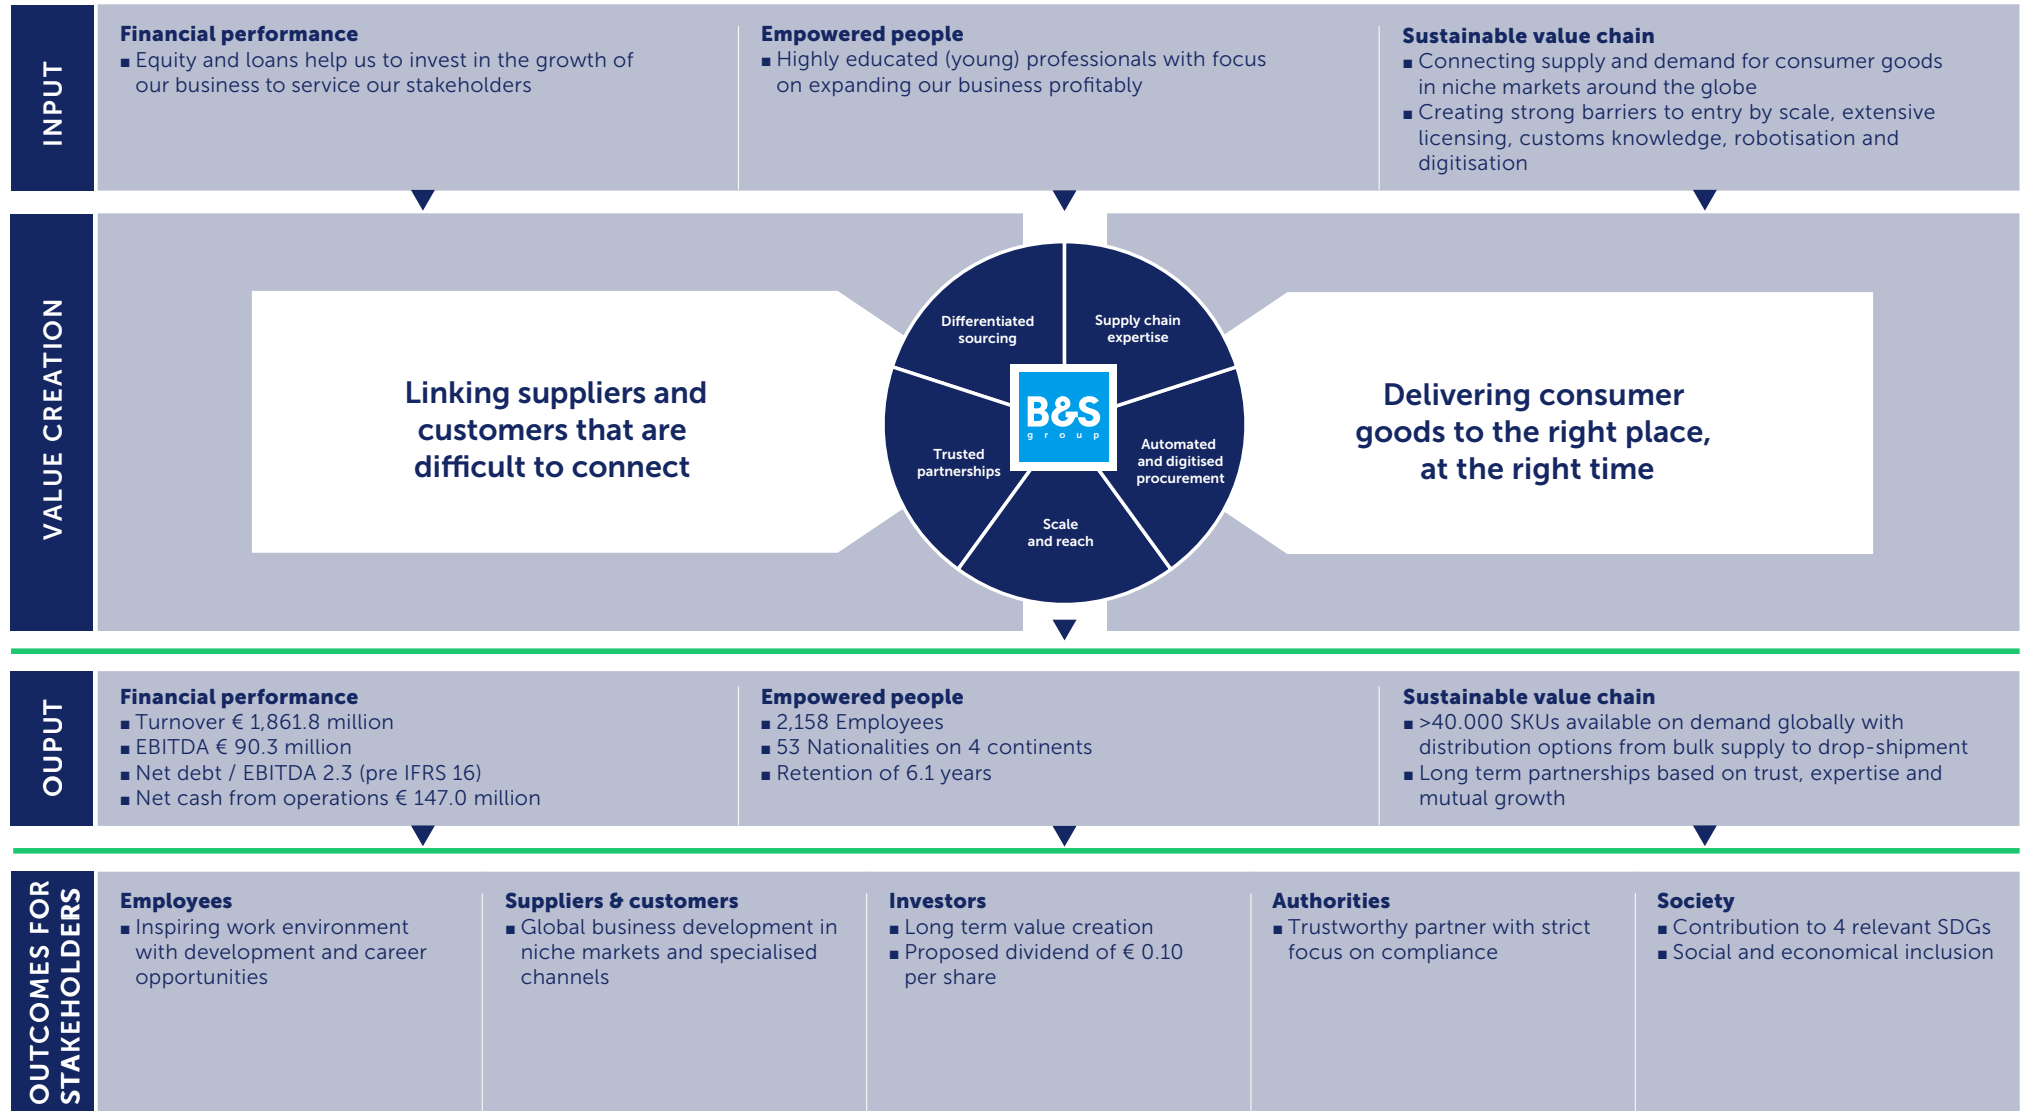 INPUT
Financial performance
▪ Equity and loans help us to invest in the growth of
our business to service our stakeholders
Empowered people
▪ Highly educated (young) professionals with focus
on expanding our business profitably
Sustainable value chain
▪ Connecting supply and demand for consumer goods
in niche markets around the globe
▪ Creating strong barriers to entry by scale, extensive
licensing, customs knowledge, robotisation and
digitisation
VALUE CREATION
Linking suppliers and
customers that are
difficult to connect
Differentiated
sourcing
Supply chain
expertise
Trusted
partnerships
B&S
group
Automated
and digitised
procurement
Scale
and reach
Delivering consumer
goods to the right place,
at the right time
OUPUT
Financial performance
▪ Turnover € 1,861.8 million
▪ EBITDA € 90.3 million
▪ Net debt / EBITDA 2.3 (pre IFRS 16)
▪ Net cash from operations € 147.0 million
Empowered people
▪ 2,158 Employees
▪ 53 Nationalities on 4 continents
▪ Retention of 6.1 years
Sustainable value chain
▪ >40.000 SKUs available on demand globally with
distribution options from bulk supply to drop-shipment
▪ Long term partnerships based on trust, expertise and
mutual growth
OUTCOMES FOR
STAKEHOLDERS
Employees
▪ Inspiring work environment
with development and career
opportunities
Suppliers & customers
▪ Global business development in
niche markets and specialised
channels
Investors
▪ Long term value creation
▪ Proposed dividend of € 0.10
per share
Authorities
▪ Trustworthy partner with strict
focus on compliance
Society
▪ Contribution to 4 relevant SDGs
▪ Social and economical inclusion